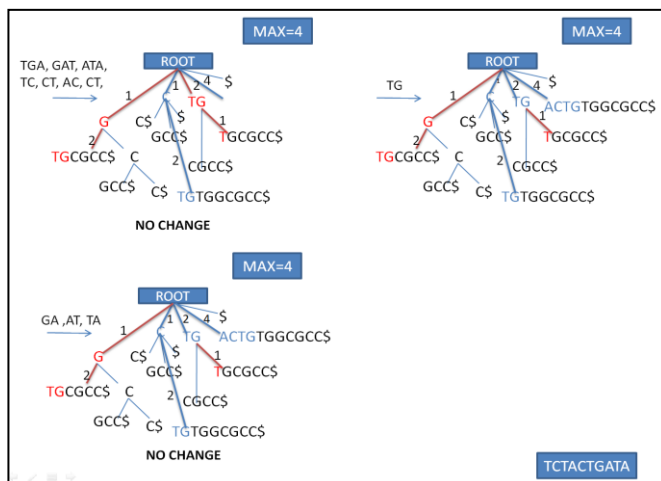 MAX=4
TGA, GAT, ATA,
TC, CT, AC, CT,
ROOT
1
1
2
4
$
G
C
TG
C$
$
1
2
GCC$
TGCGCC$
TGCGCC$
C
2
CGCC$
GCC$
C$
TGTGGCGCC$
NO CHANGE
MAX=4
TG
ROOT
1
1
2
4
$
G
C
TG
ACTGTGGCGCC$
C$
$
1
2
GCC$
TGCGCC$
TGCGCC$
C
2
CGCC$
GCC$
C$
TGTGGCGCC$
MAX=4
GA ,AT, TA
ROOT
1
1
2
4
$
G
C
TG
ACTGTGGCGCC$
C$
$
1
2
GCC$
TGCGCC$
TGCGCC$
C
2
CGCC$
GCC$
C$
TGTGGCGCC$
NO CHANGE
TCTACTGATA